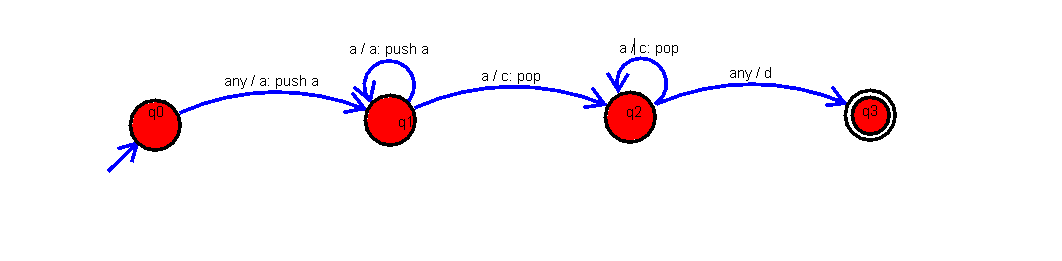 a / a: push a
a / c: pop
any / d
any / a: push a
a / c: pop
q0
q1
q2
q3